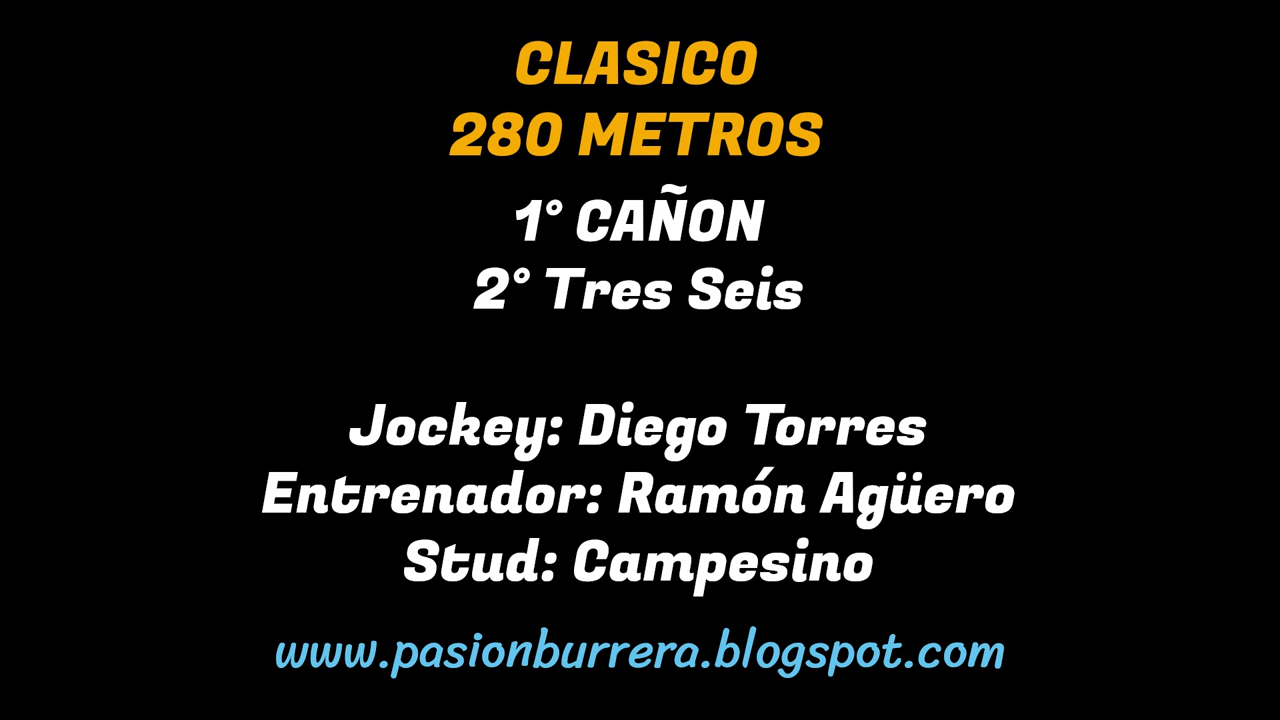 CLASICO
280 METROS
1° CAÑON
2° Tres Seis
Jockey: Diego Torres
Entrenador: Ramón Agüero
Stud: Campesino
www.pasionburrera.blogspot.com